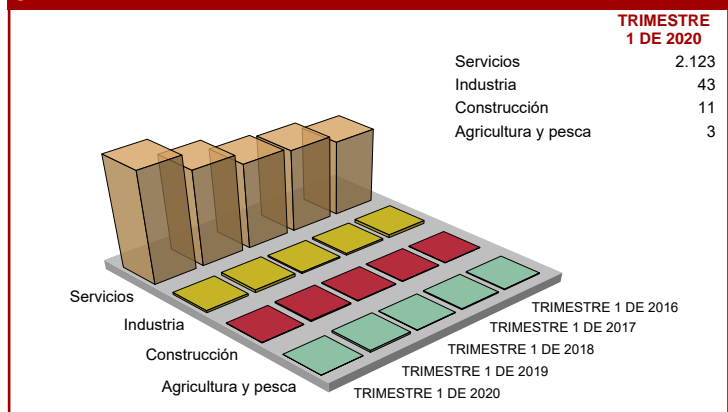 TRIMESTRE
1 DE 2020
Servicios 2.123
Industria 43
Construcción 11
Agricultura y pesca 3
Servicios
Industria
Construcción
Agricultura y pesca
TRIMESTRE 1 DE 2016
TRIMESTRE 1 DE 2017
TRIMESTRE 1 DE 2018
TRIMESTRE 1 DE 2019
TRIMESTRE 1 DE 2020